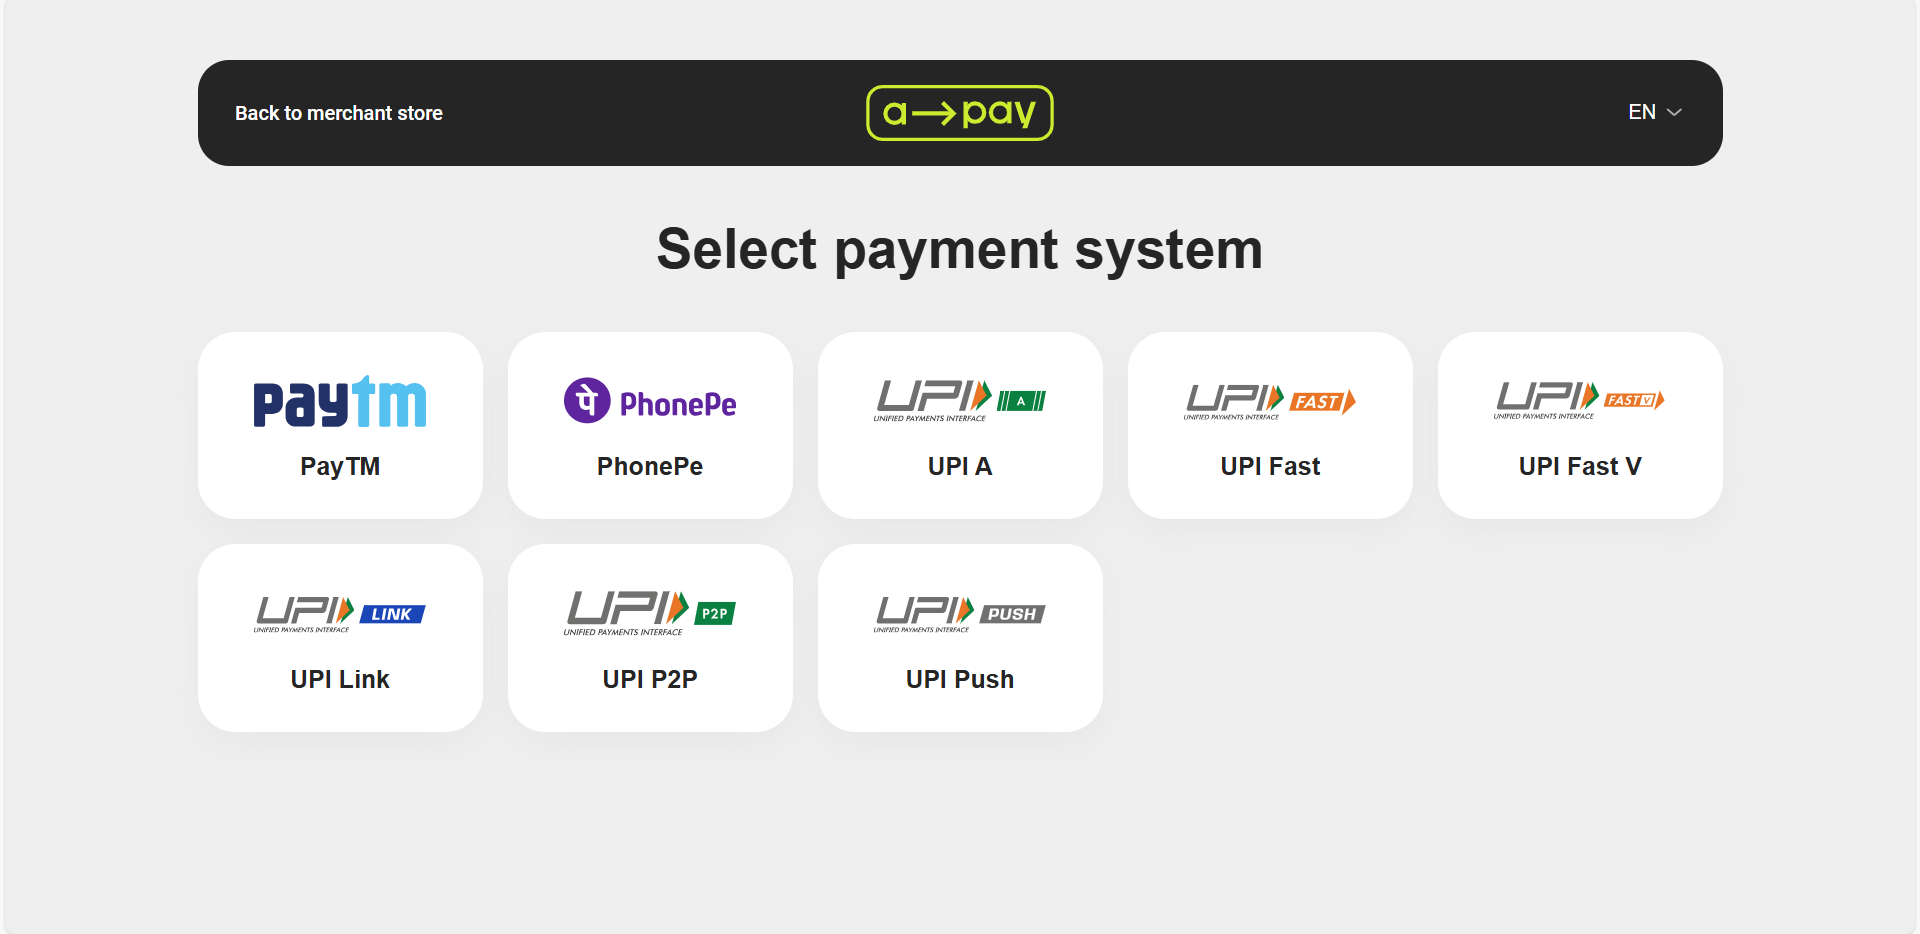 Back to merchant store
a→pay
EN
Select payment system
paytm
पे PhonePe
UPI A
UNIFIED PAYMENTS INTERFACE
UPI FAST
UNIFIED PAYMENTS INTERFACE
UPI FAST V
UNIFIED PAYMENTS INTERFACE
PayTM
PhonePe
UPI A
UPI Fast
UPI Fast V
UPI LINK
UNIFIED PAYMENTS INTERFACE
UPI P2P
UNIFIED PAYMENTS INTERFACE
UPI PUSH
UNIFIED PAYMENTS INTERFACE
UPI Link
UPI P2P
UPI Push